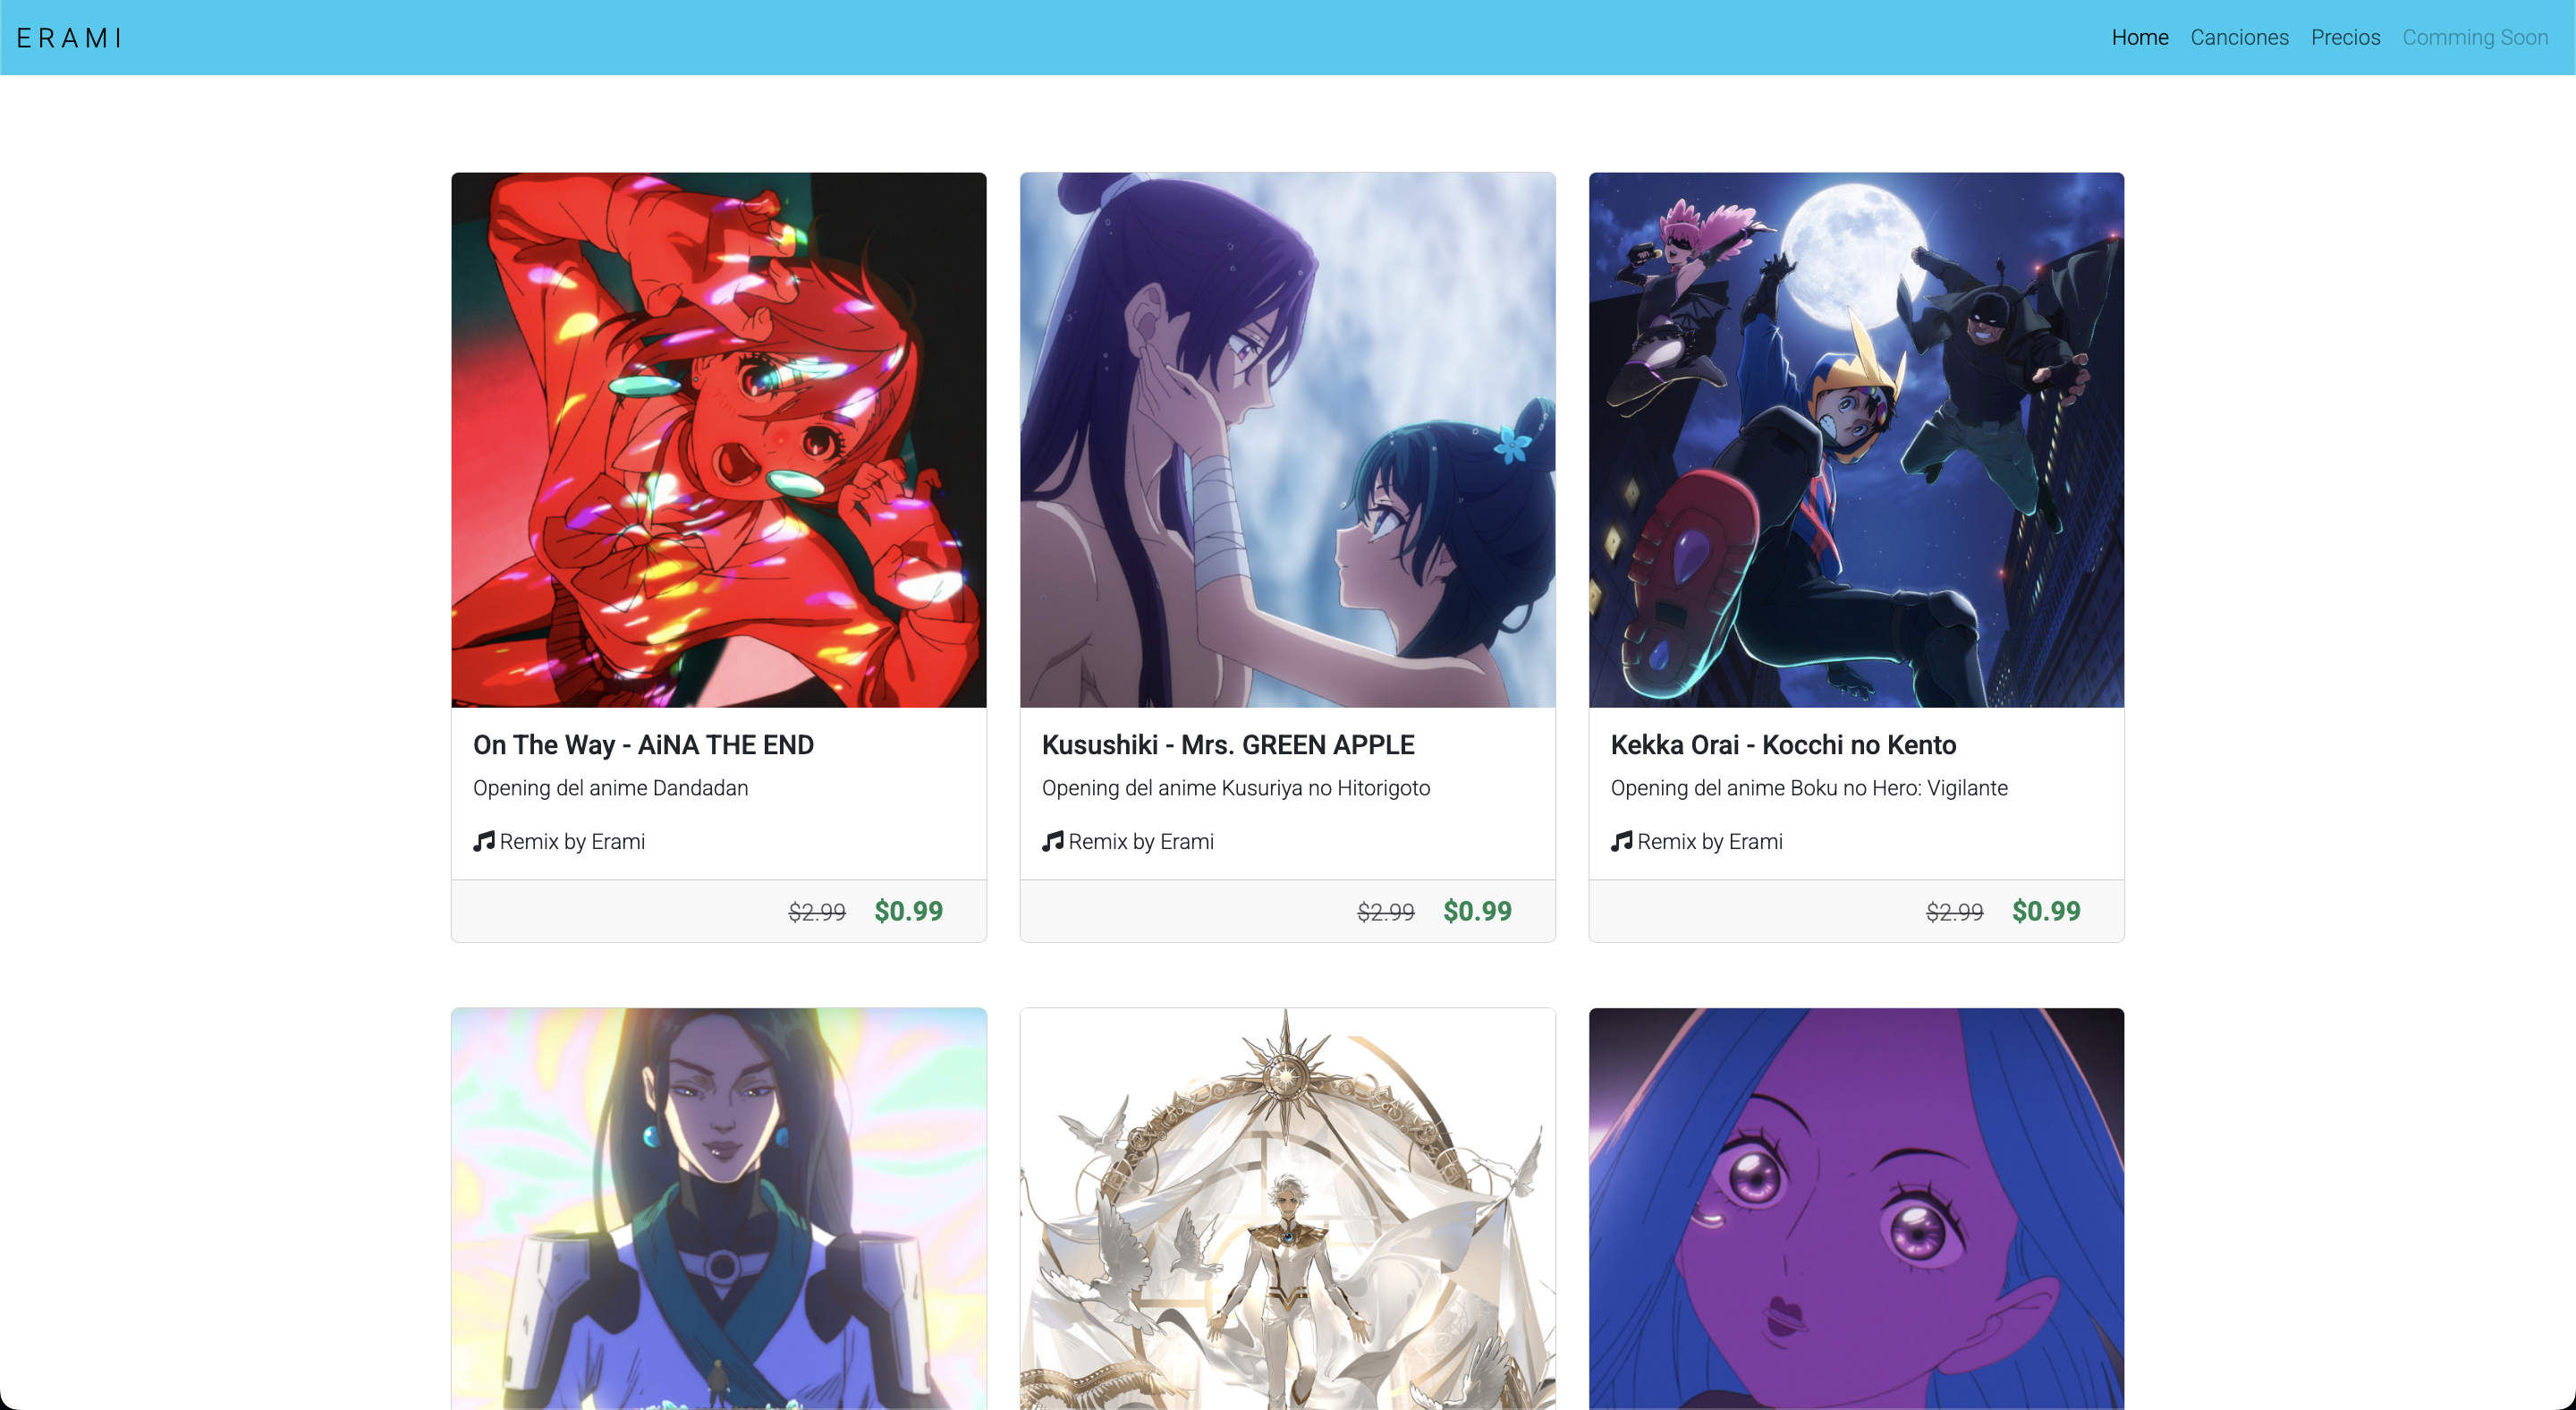 ERAMI
Home Canciones Precios Comming Soon
On The Way - AiNA THE END
Opening del anime Dandadan
Remix by Erami
$2.99 $0.99
Kusushiki - Mrs. GREEN APPLE
Opening del anime Kusuriya no Hitorigoto
Remix by Erami
$2.99 $0.99
Kekka Orai - Kocchi no Kento
Opening del anime Boku no Hero: Vigilante
Remix by Erami
$2.99 $0.99